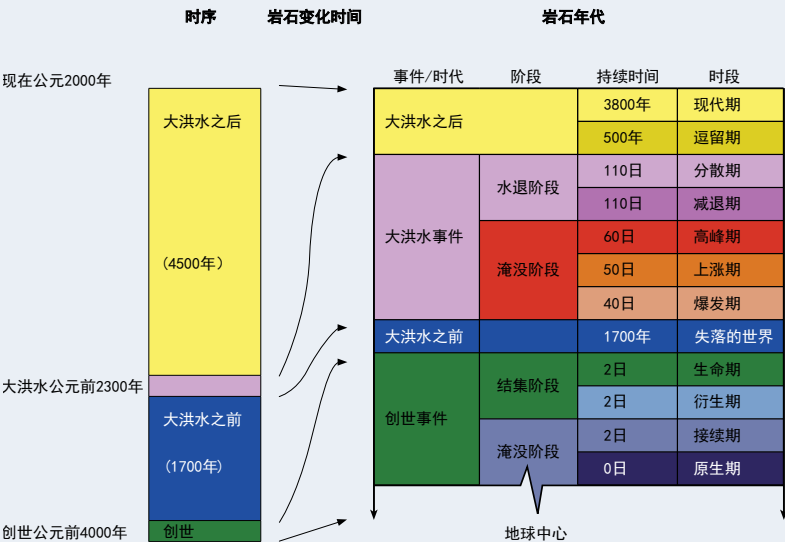 时序 岩石变化时间 岩石年代
现在公元2000年 事件/时代 阶段 持续时间 时段
大洪水之后 大洪水之后 3800年 现代期
500年 逗留期
大洪水事件 水退阶段 110日 分散期
110日 减退期
(4500年) 淹没阶段 60日 高峰期
50日 上涨期
40日 爆发期
大洪水之前 1700年 失落的世界
大洪水公元前2300年 创世事件 结集阶段 2日 生命期
大洪水之前 2日 衍生期
(1700年) 淹没阶段 2日 接续期
0日 原生期
创世公元前4000年 创世 地球中心